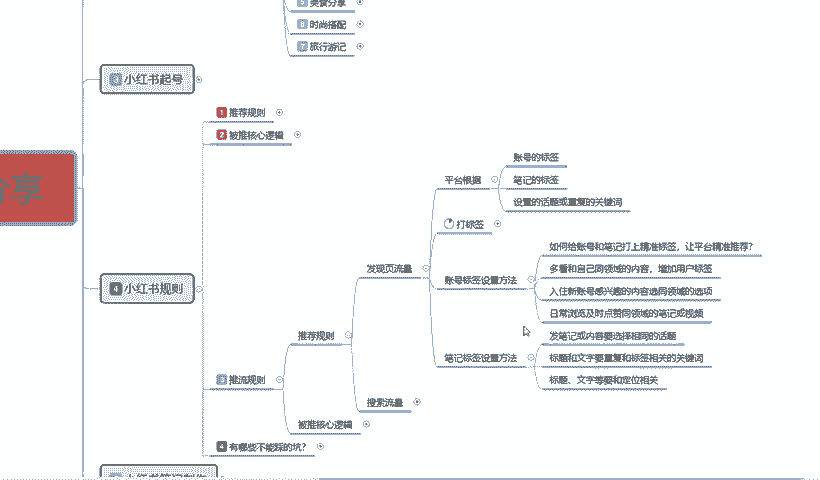 5 美食分享
6 时尚搭配
7 旅行游记
3 小红书起号
1 推荐规则
2 被推核心逻辑
享
4 小红书规则
3 推流规则
推荐规则
发现页流量
平台根据
账号的标签
笔记的标签
设置的话题或重复的关键词
打标签
账号标签设置方法
如何给账号和笔记打上精准标签，让平台精准推荐？
多看和自己同领域的内容，增加用户标签
入住新账号感兴趣的内容选同领域的选项
日常浏览及时点赞同领域的笔记或视频
笔记标签设置方法
发笔记或内容要选择相同的话题
标题和文字要重复和标签相关的关键词
标题、文字等要和定位相关
搜索流量
被推核心逻辑
4 有哪些不能踩的坑？